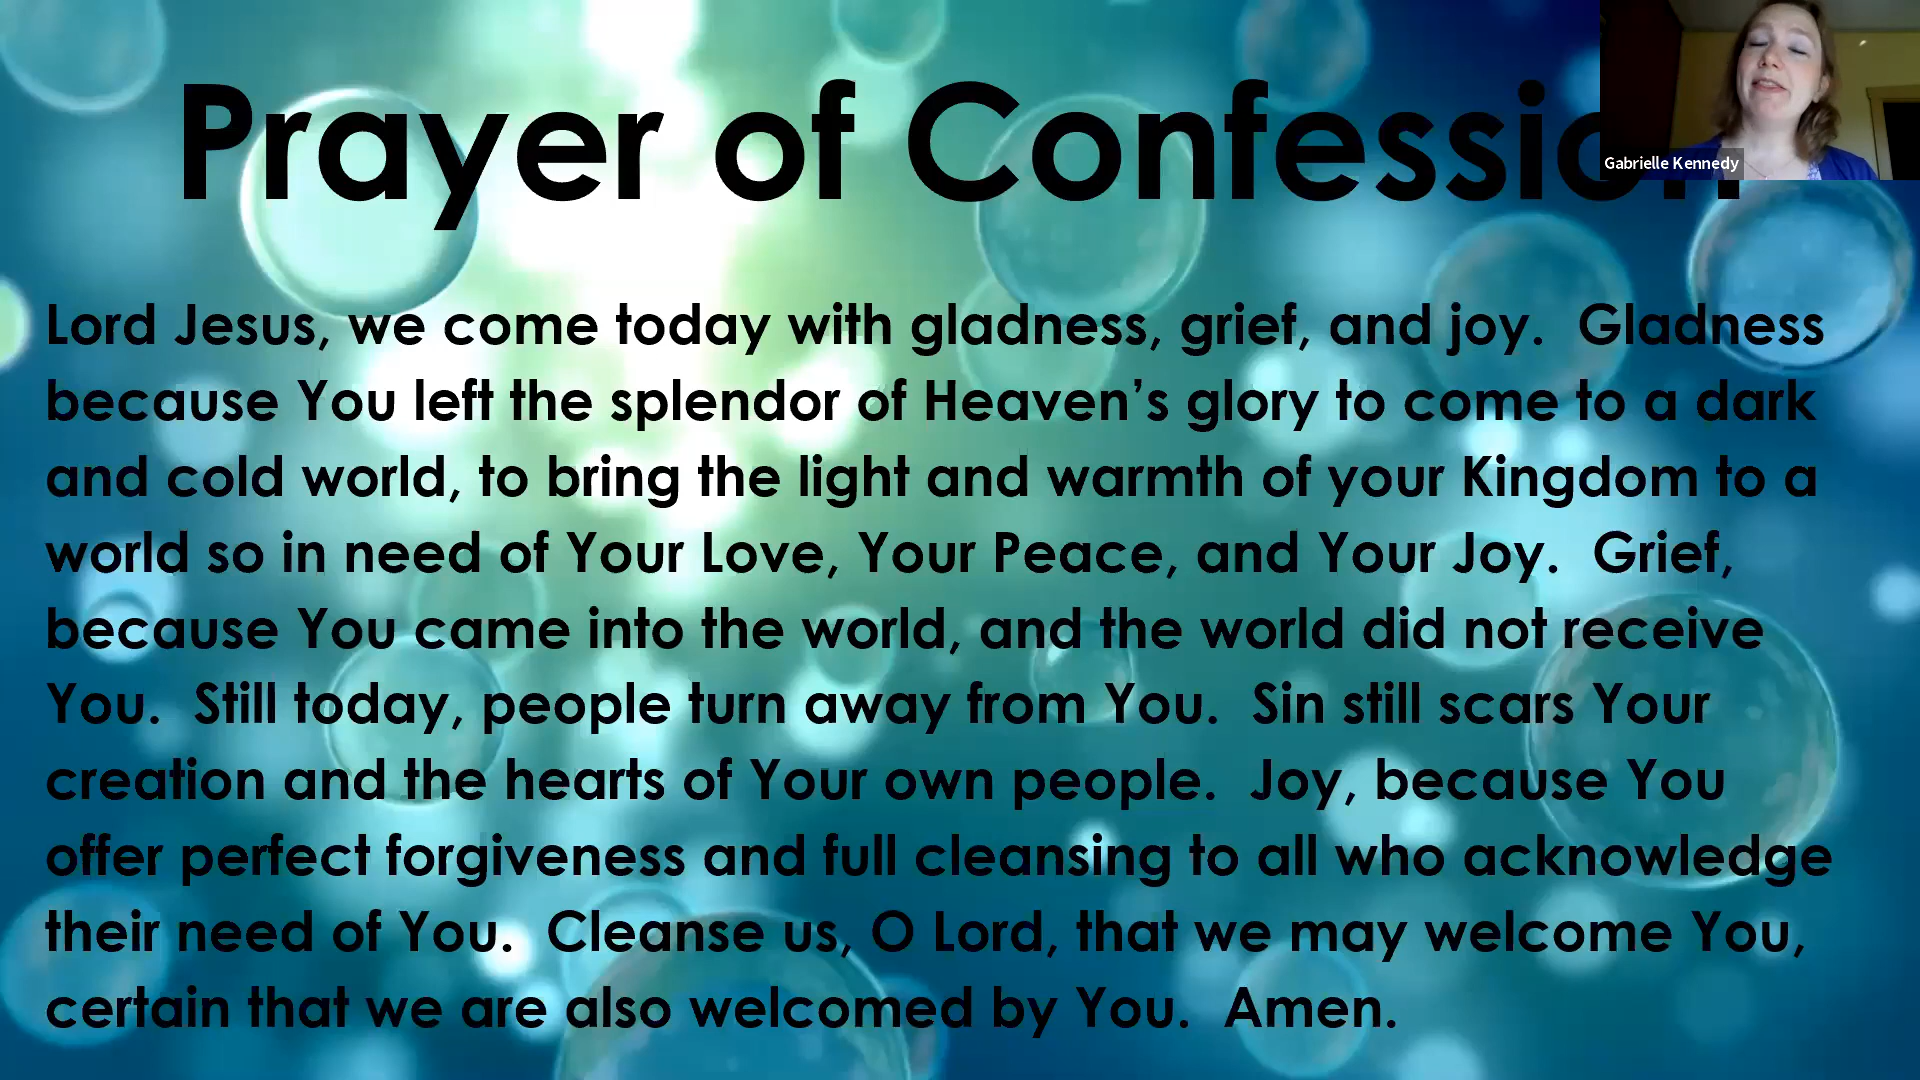 Prayer of Confession
Gabrielle Kennedy
Lord Jesus, we come today with gladness, grief, and joy.  Gladness
because You left the splendor of Heaven’s glory to come to a dark
and cold world, to bring the light and warmth of your Kingdom to a
world so in need of Your Love, Your Peace, and Your Joy.  Grief,
because You came into the world, and the world did not receive
You.  Still today, people turn away from You.  Sin still scars Your
creation and the hearts of Your own people.  Joy, because You
offer perfect forgiveness and full cleansing to all who acknowledge
their need of You.  Cleanse us, O Lord, that we may welcome You,
certain that we are also welcomed by You.  Amen.